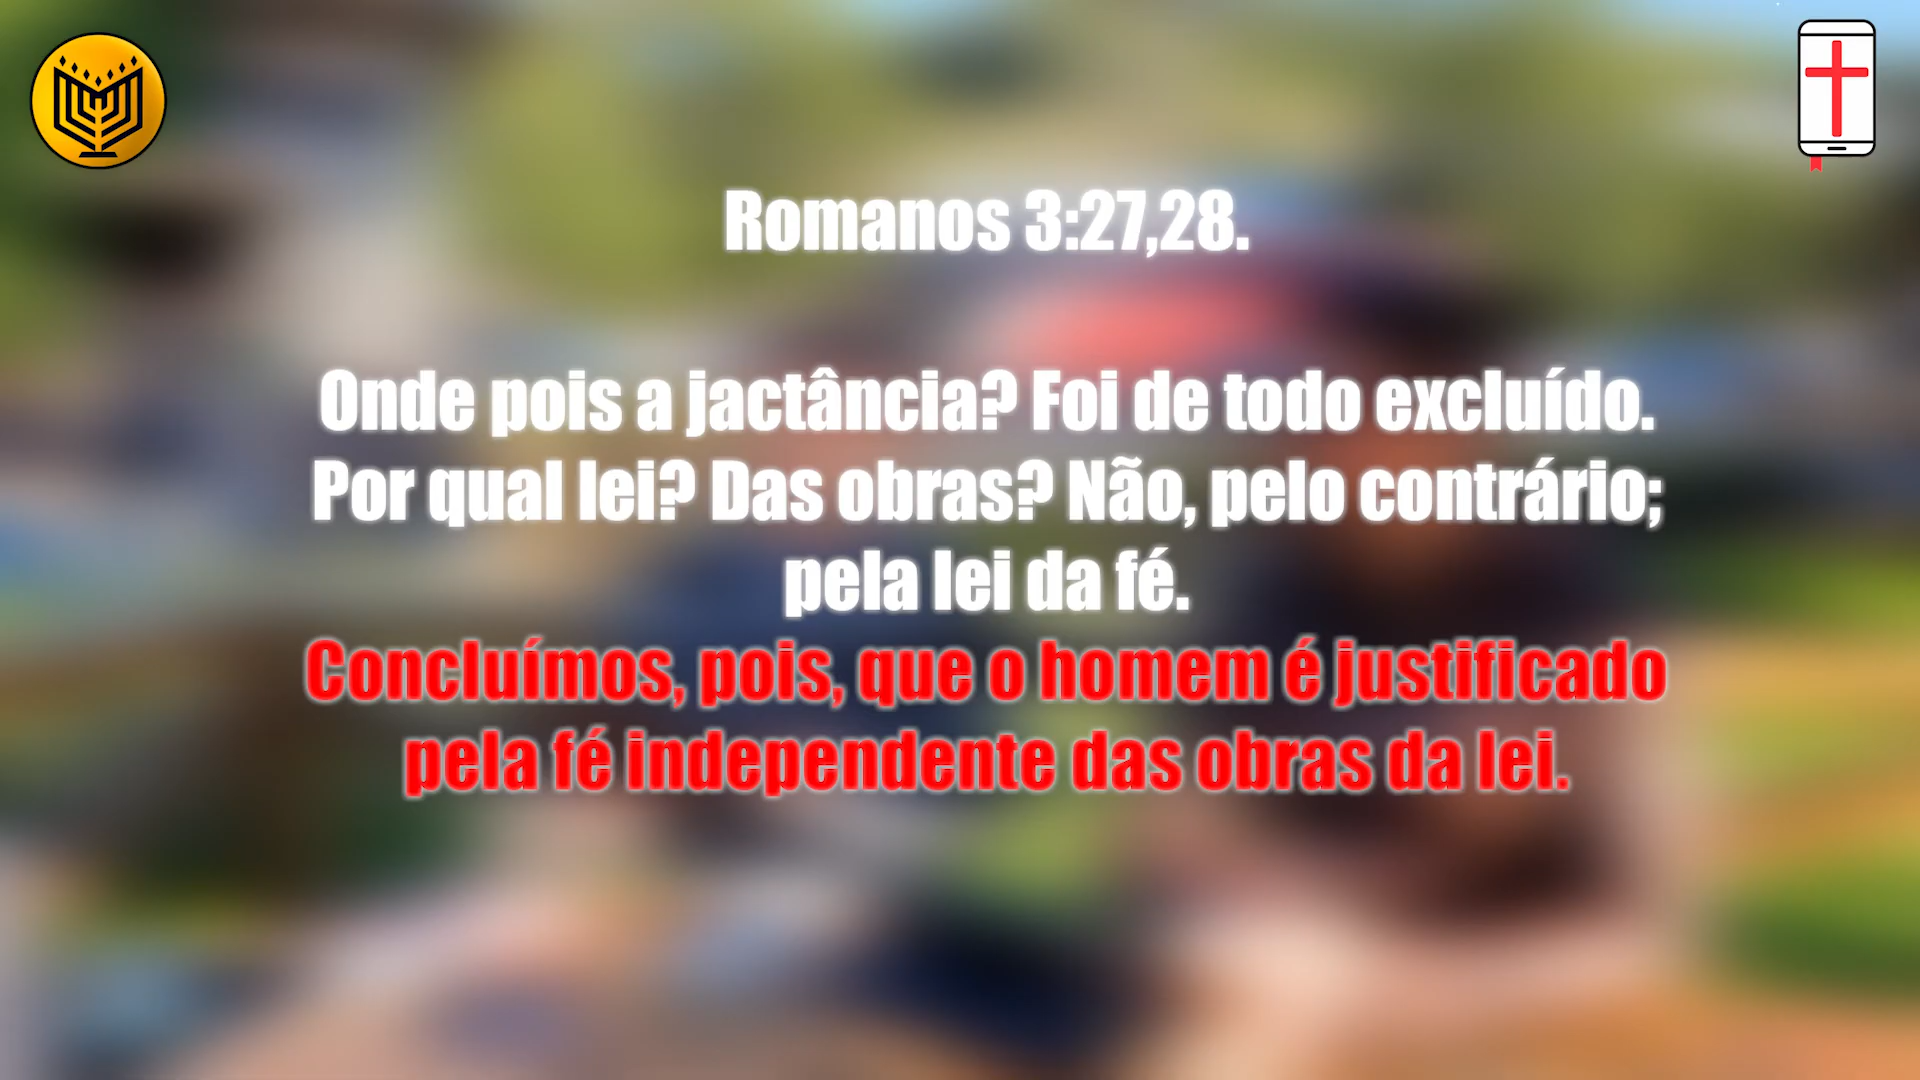 Romanos 3:27,28.
Onde pois a jactância? Foi de todo excluído.
Por qual lei? Das obras? Não, pelo contrário;
pela lei da fé.
Concluímos, pois, que o homem é justificado
pela fé independente das obras da lei.